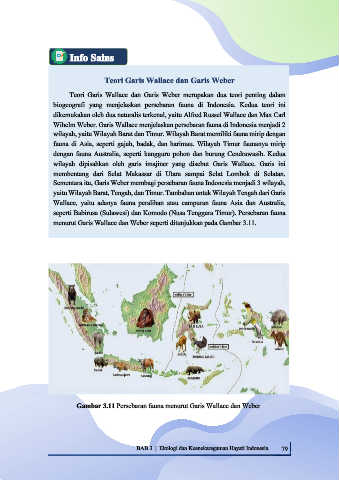 Info Sains
Teori Garis Wallace dan Garis Weber
Teori Garis Wallace dan Garis Weber merupakan dua teori penting dalam
biogeografi yang menjelaskan persebaran fauna di Indonesia. Kedua teori ini
dikemukakan oleh dua naturalis terkenal, yaitu Alfred Russel Wallace dan Max Carl
Wilhelm Weber. Garis Wallace menjelaskan persebaran fauna di Indonesia menjadi 2
wilayah, yaitu Wilayah Barat dan Timur. Wilayah Barat memiliki fauna mirip dengan
fauna di Asia, seperti gajah, badak, dan harimau. Wilayah Timur faunanya mirip
dengan fauna Australia, seperti kangguru pohon dan burung Cendrawasih. Kedua
wilayah dipisahkan oleh garis imajiner yang disebut Garis Wallace. Garis ini
membentang dari Selat Makassar di Utara sampai Selat Lombok di Selatan.
Sementara itu, Garis Weber membagi persebaran fauna Indonesia menjadi 3 wilayah,
yaitu Wilayah Barat, Tengah, dan Timur. Tambahan untuk Wilayah Tengah dari Garis
Wallace, yaitu adanya fauna peralihan atau campuran fauna Asia dan Australia,
seperti Babirusa (Sulawesi) dan Komodo (Nusa Tenggara Timur). Persebaran fauna
menurut Garis Wallace dan Weber seperti ditunjukkan pada Gambar 3.11.
Gambar 3.11 Persebaran fauna menurut Garis Wallace dan Weber
BAB 3 | Ekologi dan Keanekaragaman Hayati Indonesia 79